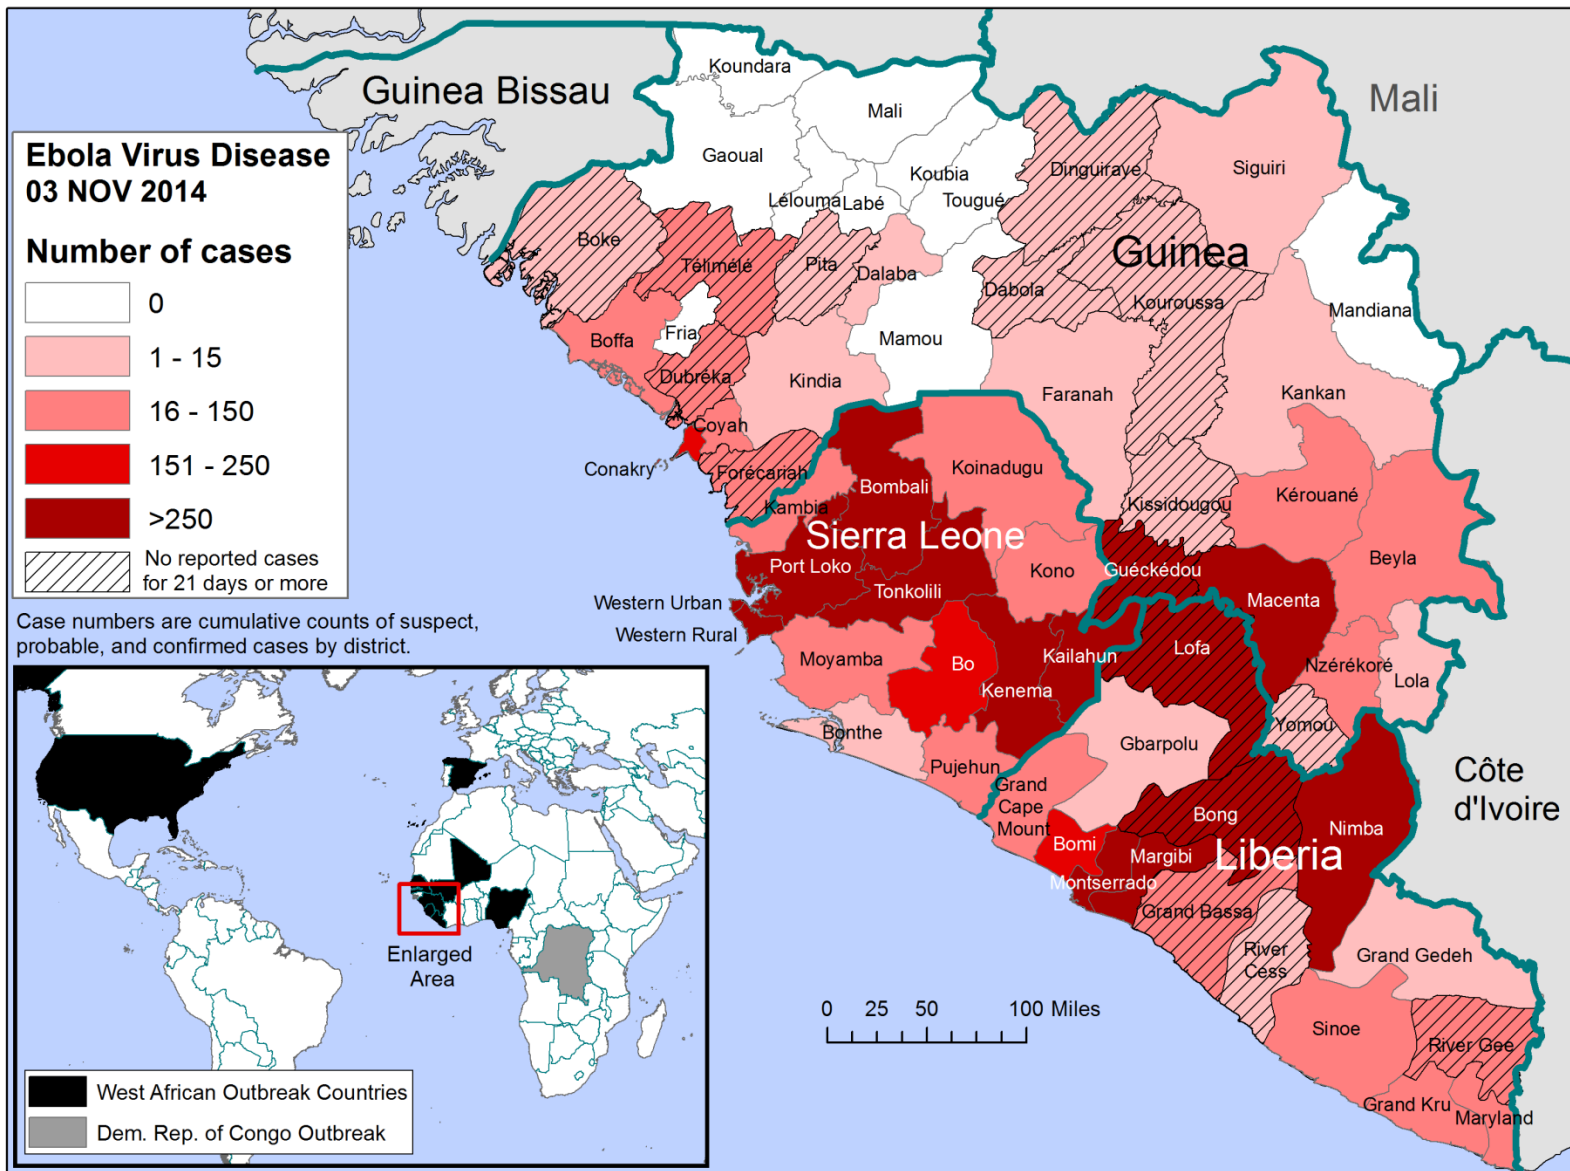 Guinea Bissau
Mali
Ebola Virus Disease
03 NOV 2014
Number of cases
0
1 - 15
16 - 150
151 - 250
>250
No reported cases
for 21 days or more
Case numbers are cumulative counts of suspect,
probable, and confirmed cases by district.
Koundara
Mali
Gaoual
Koubia
Lélouma
Labé
Tougué
Dinguiraye
Siguiri
Boke
Télimélé
Pita
Dalaba
Dabola
Guinea
Kouroussa
Mandiana
Boffa
Fria
Mamou
Dubréka
Kindia
Faranah
Kankan
Coyah
Conakry
Forécariah
Kambia
Bombali
Koinadugu
Kissidougou
Kérouané
Sierra Leone
Port Loko
Kono
Guéckédou
Beyla
Tonkolili
Macenta
Western Urban
Western Rural
Moyamba
Bo
Kailahun
Lofa
Nzérékoré
Lola
Kenema
Bonthe
Yomou
Gbarpolu
Pujehun
Grand
Cape
Mount
Côte
d'Ivoire
Bong
Nimba
Bomi
Margibi
Liberia
Montserrado
Grand Bassa
River
Cess
Grand Gedeh
Sinoe
River Gee
Grand Kru
Maryland
0 25 50 100 Miles
Enlarged
Area
West African Outbreak Countries
Dem. Rep. of Congo Outbreak